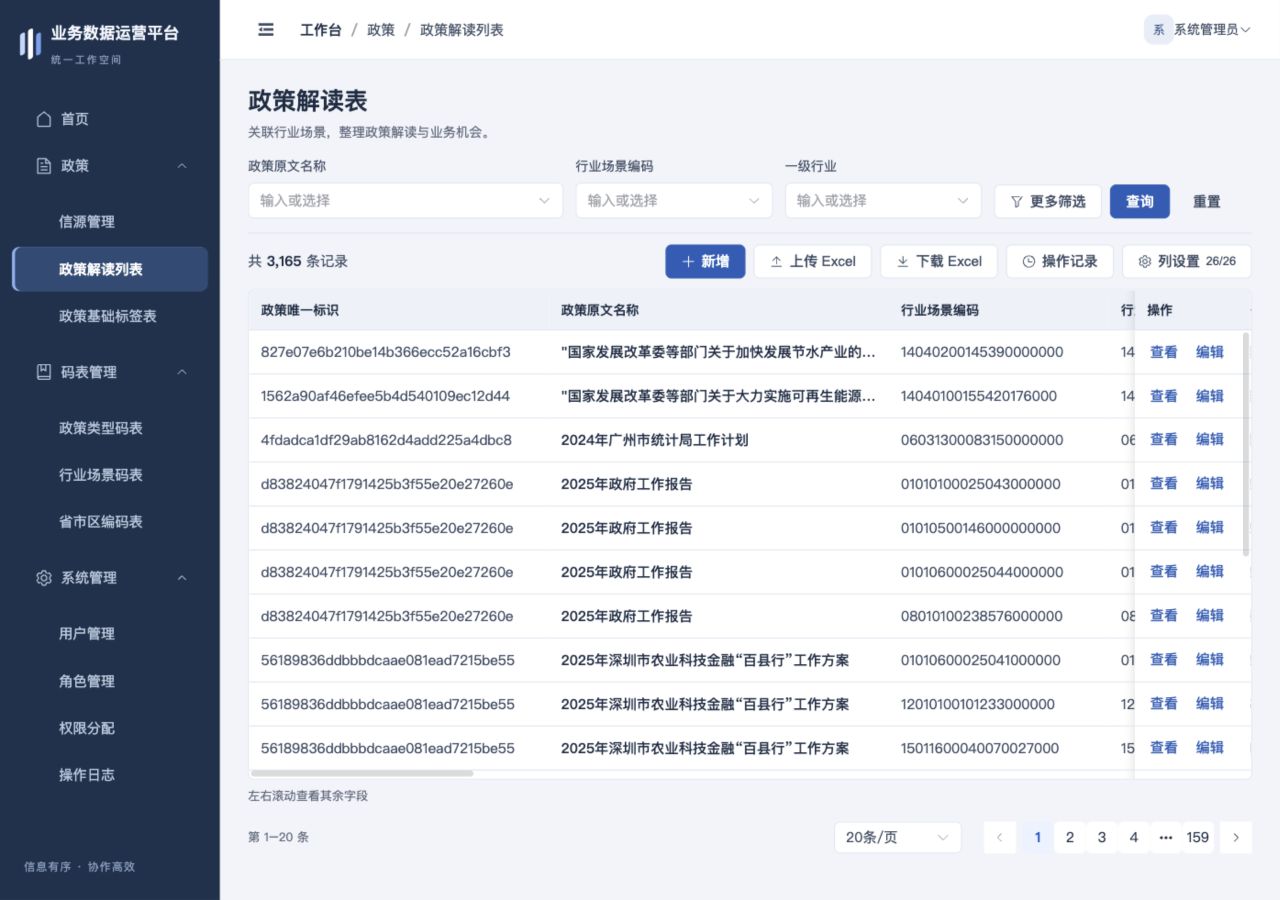 业务数据运营平台
统一工作空间
首页
政策
信源管理
政策解读列表
政策基础标签表
码表管理
政策类型码表
行业场景码表
省市区编码表
系统管理
用户管理
角色管理
权限分配
操作日志
信息有序 · 协作高效
工作台 / 政策 / 政策解读列表
系 系统管理员
政策解读表
关联行业场景，整理政策解读与业务机会。
政策原文名称 行业场景编码 一级行业
输入或选择 输入或选择 输入或选择 更多筛选 查询 重置
共 3,165 条记录 新增 上传 Excel 下载 Excel 操作记录 列设置 26/26
政策唯一标识 政策原文名称 行业场景编码 行 操作
827e07e6b210be14b366ecc52a16cbf3 "国家发展改革委等部门关于加快发展节水产业的... 14040200145390000000 14 查看 编辑
1562a90af46efee5b4d540109ec12d44 "国家发展改革委等部门关于大力实施可再生能源... 14040100155420176000 14 查看 编辑
4fdadca1df29ab8162d4add225a4dbc8 2024年广州市统计局工作计划 06031300083150000000 06 查看 编辑
d83824047f1791425b3f55e20e27260e 2025年政府工作报告 01010100025043000000 01 查看 编辑
d83824047f1791425b3f55e20e27260e 2025年政府工作报告 01010500146000000000 01 查看 编辑
d83824047f1791425b3f55e20e27260e 2025年政府工作报告 01010600025044000000 01 查看 编辑
d83824047f1791425b3f55e20e27260e 2025年政府工作报告 08010100238576000000 08 查看 编辑
56189836ddbbbdcaae081ead7215be55 2025年深圳市农业科技金融“百县行”工作方案 01010600025041000000 01 查看 编辑
56189836ddbbbdcaae081ead7215be55 2025年深圳市农业科技金融“百县行”工作方案 12010100101233000000 12 查看 编辑
56189836ddbbbdcaae081ead7215be55 2025年深圳市农业科技金融“百县行”工作方案 15011600040070027000 15 查看 编辑
左右滚动查看其余字段
第 1–20 条 20条/页 1 2 3 4 ••• 159